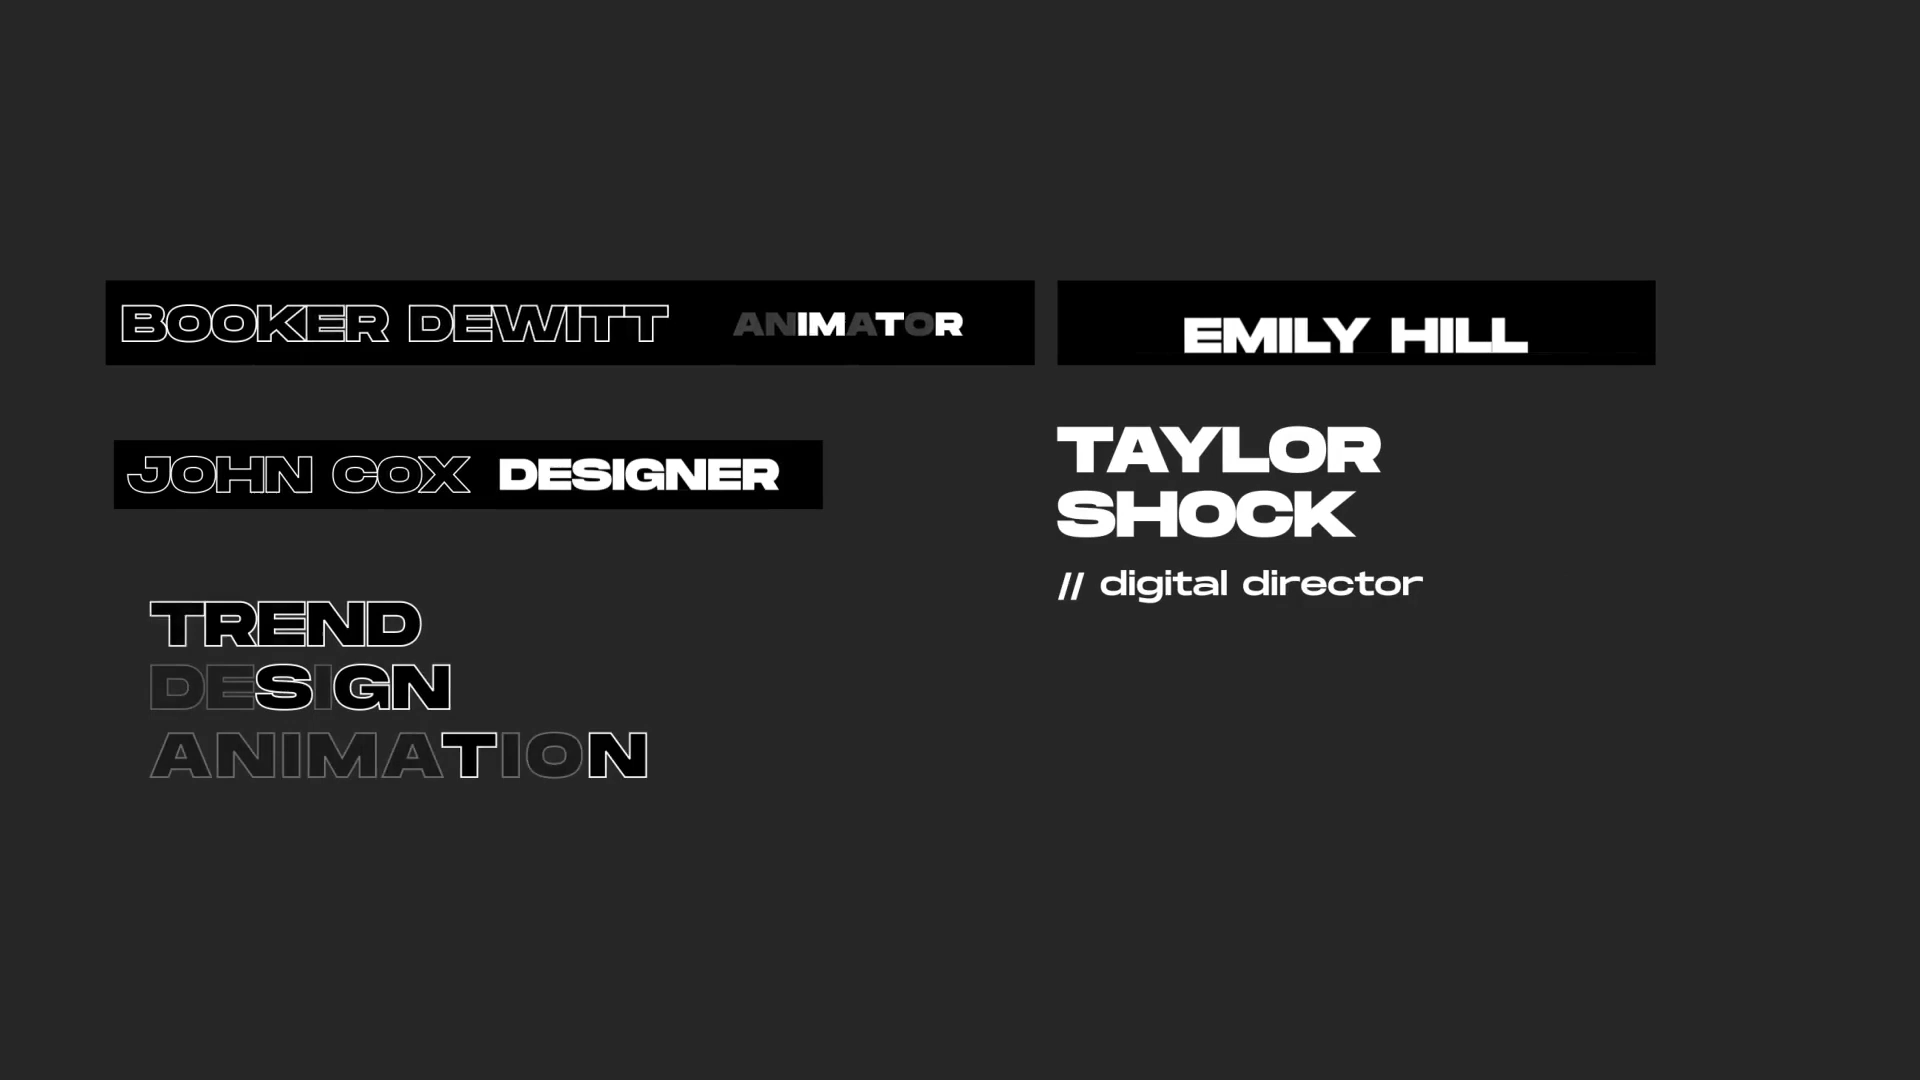 BOOKER DEWITT ANIMATOR
EMILY HILL
JOHN COX DESIGNER
TAYLOR
SHOCK
// digital director
TREND
DESIGN
ANIMATION